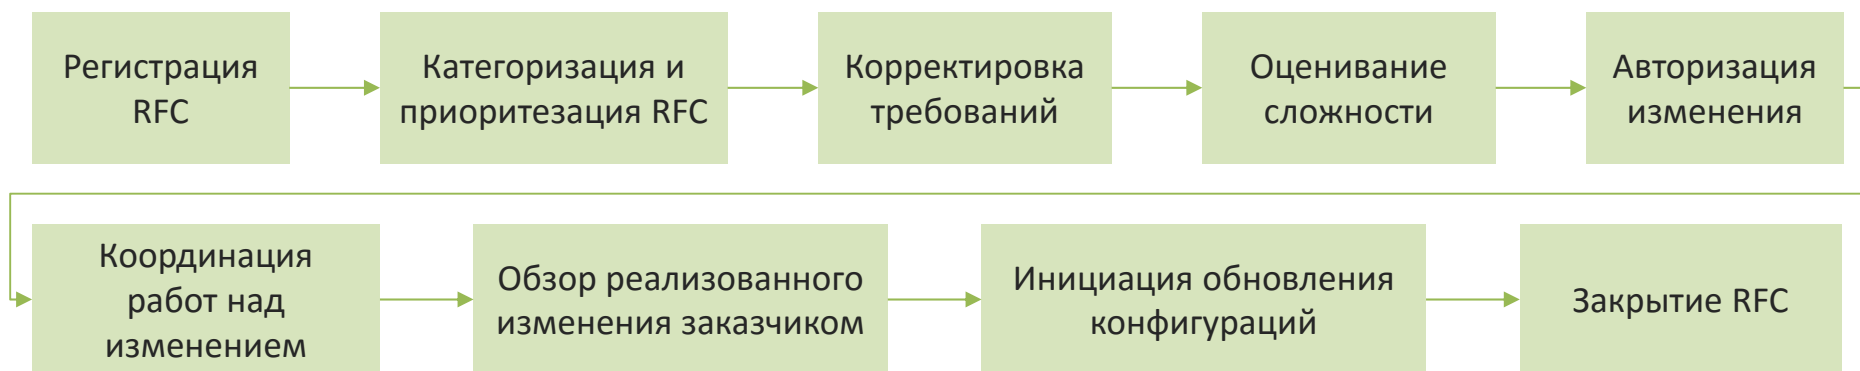 Регистрация
RFC
Категоризация и
приоритезация RFC
Корректировка
требований
Оценивание
сложности
Авторизация
изменения
Координация
работ над
изменением
Обзор реализованного
изменения заказчиком
Инициация обновления
конфигураций
Закрытие RFC